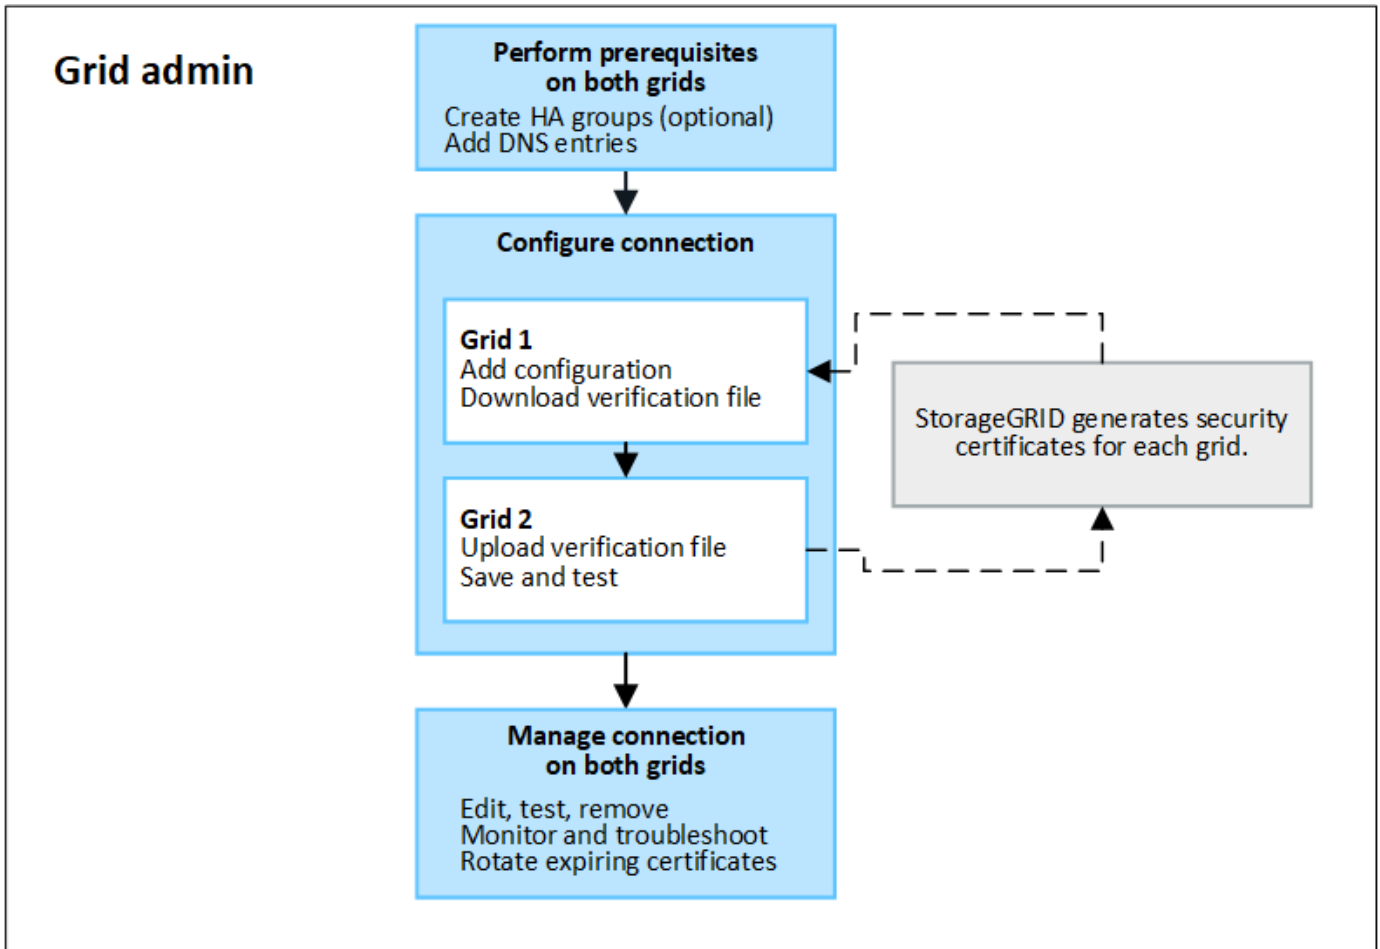 Grid admin
Perform prerequisites
on both grids
Create HA groups (optional)
Add DNS entries
Configure connection
Grid 1
Add configuration
Download verification file
StorageGRID generates security
certificates for each grid.
Grid 2
Upload verification file
Save and test
Manage connection
on both grids
Edit, test, remove
Monitor and troubleshoot
Rotate expiring certificates